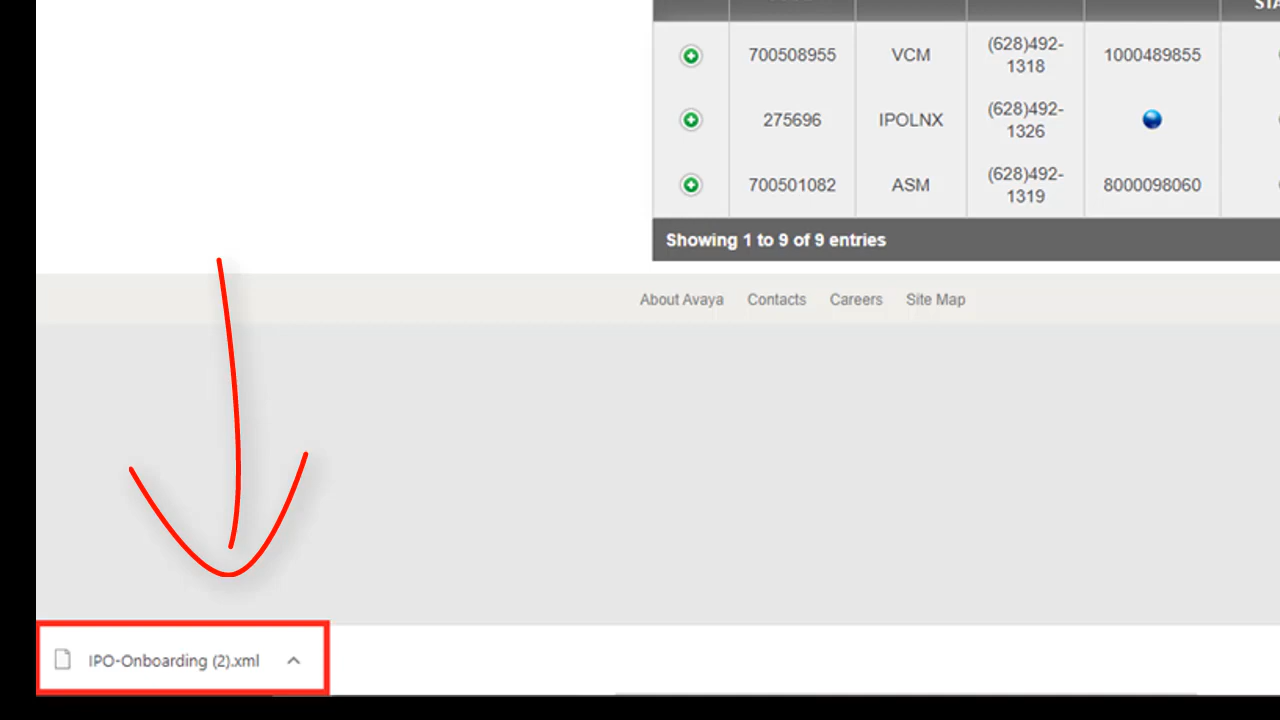 700508955 VCM (628)492-1318 1000489855
275696 IPOLNX (628)492-1326
700501082 ASM (628)492-1319 8000098060
Showing 1 to 9 of 9 entries
About Avaya Contacts Careers Site Map
IPO-Onboarding (2).xml